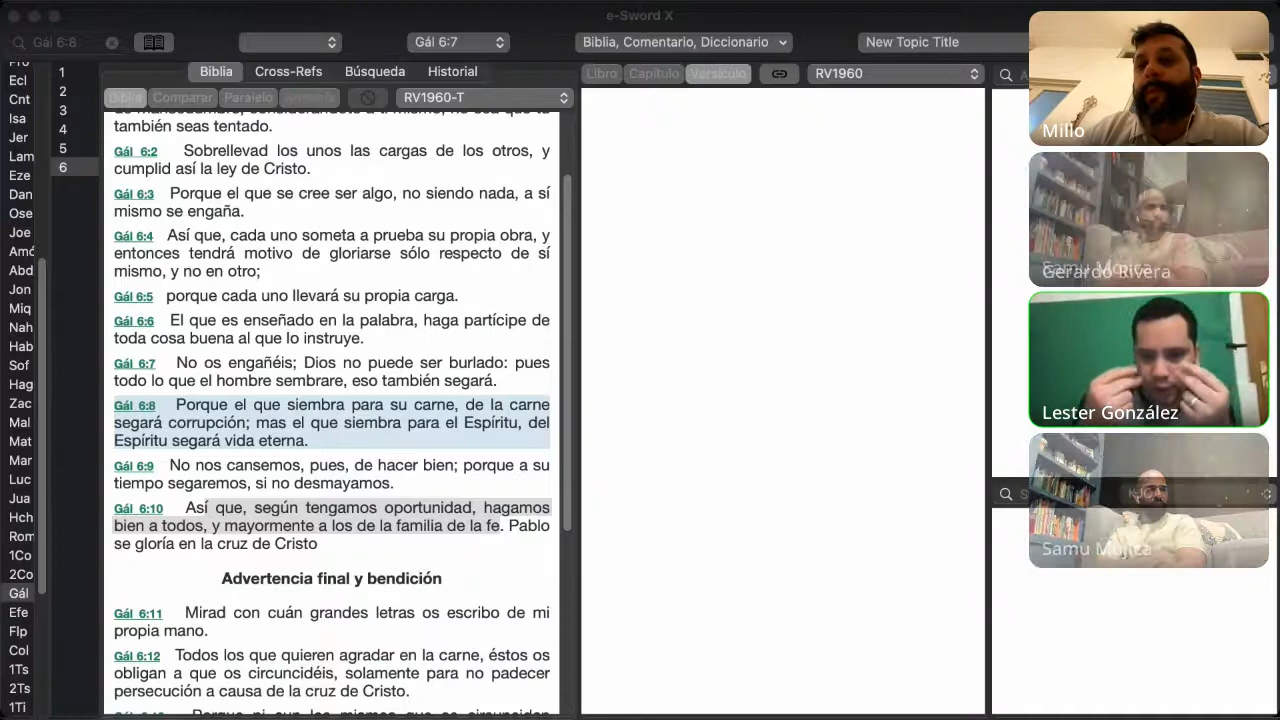 e-Sword X
Gál 6:8
Gál 6:7
Biblia, Comentario, Diccionario
New Topic Title
Biblia
Cross-Refs
Búsqueda
Historial
Biblia
Comparar
Paralelo
RV1960-T
Libro
Capítulo
Versículo
RV1960
Pro
Ecl
Cnt
Isa
Jer
Lam
Eze
Dan
Ose
Joe
Amó
Abd
Jon
Miq
Nah
Hab
Sof
Hag
Zac
Mal
Mat
Mar
Luc
Jua
Hch
Rom
1Co
2Co
Gál
Efe
Flp
Col
1Ts
2Ts
1Ti
1
2
3
4
5
6
también seas tentado.
Gál 6:2 Sobrellevad los unos las cargas de los otros, y
cumplid así la ley de Cristo.
Gál 6:3 Porque el que se cree ser algo, no siendo nada, a sí
mismo se engaña.
Gál 6:4 Así que, cada uno someta a prueba su propia obra, y
entonces tendrá motivo de gloriarse sólo respecto de sí
mismo, y no en otro;
Gál 6:5 porque cada uno llevará su propia carga.
Gál 6:6 El que es enseñado en la palabra, haga partícipe de
toda cosa buena al que lo instruye.
Gál 6:7 No os engañéis; Dios no puede ser burlado: pues
todo lo que el hombre sembrare, eso también segará.
Gál 6:8 Porque el que siembra para su carne, de la carne
segará corrupción; mas el que siembra para el Espíritu, del
Espíritu segará vida eterna.
Gál 6:9 No nos cansemos, pues, de hacer bien; porque a su
tiempo segaremos, si no desmayamos.
Gál 6:10 Así que, según tengamos oportunidad, hagamos
bien a todos, y mayormente a los de la familia de la fe. Pablo
se gloría en la cruz de Cristo
Advertencia final y bendición
Gál 6:11 Mirad con cuán grandes letras os escribo de mi
propia mano.
Gál 6:12 Todos los que quieren agradar en la carne, éstos os
obligan a que os circuncidéis, solamente para no padecer
persecución a causa de la cruz de Cristo.
Millo
Samu Mojica
Gerardo Rivera
Lester González
Samu Mojica